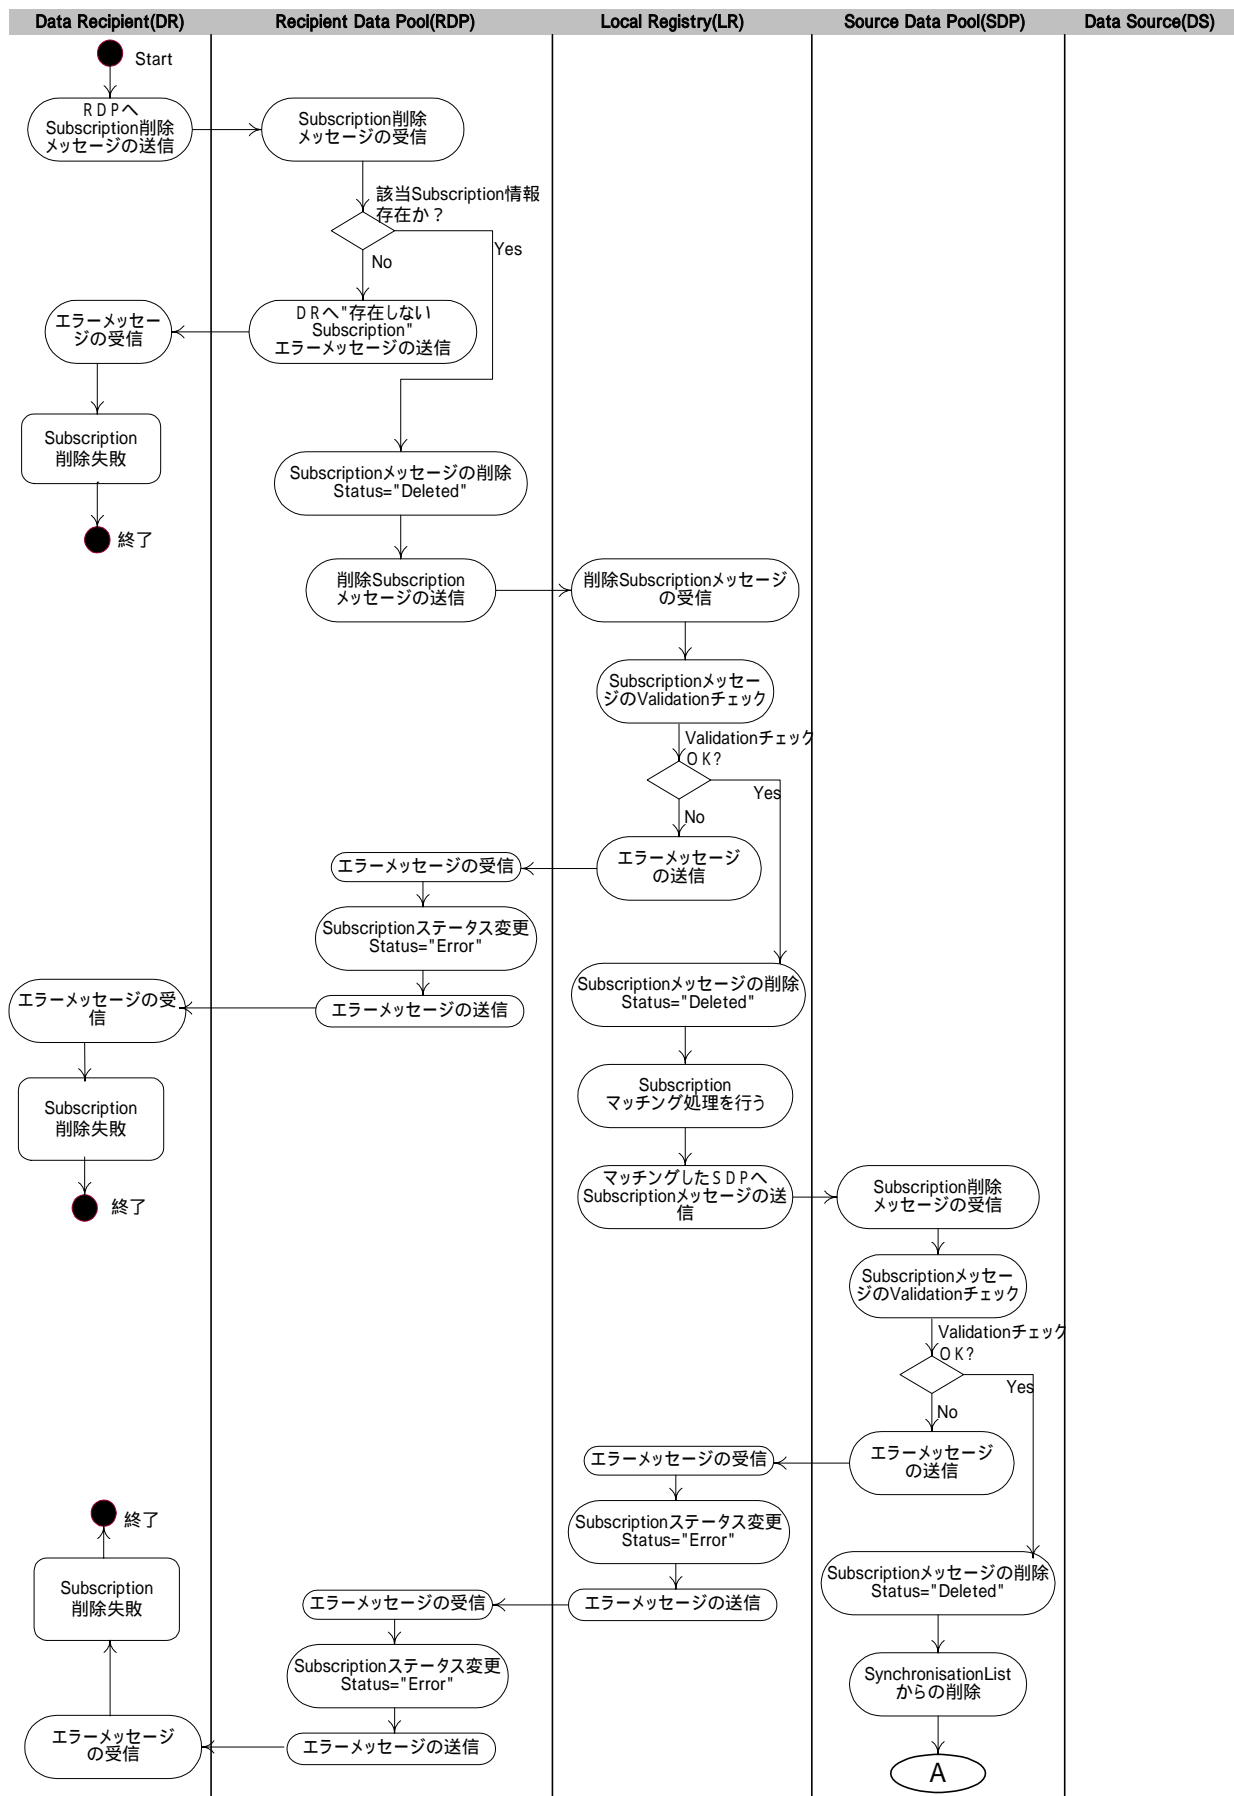 Data Recipient(DR)
Recipient Data Pool(RDP)
Local Registry(LR)
Source Data Pool(SDP)
Data Source(DS)
Start
ＲＤＰへ
Subscription削除
メッセージの送信
Subscription削除
メッセージの受信
該当Subscription情報
存在か？
Yes
No
ＤＲへ"存在しない
Subscription"
エラーメッセージの送信
エラーメッセー
ジの受信
Subscription
削除失敗
終了
Subscriptionメッセージの削除
Status="Deleted"
削除Subscription
メッセージの送信
削除Subscriptionメッセージ
の受信
Subscriptionメッセー
ジのValidationチェック
Validationチェック
ＯＫ?
Yes
No
エラーメッセージ
の送信
エラーメッセージの受信
Subscriptionステータス変更
Status="Error"
エラーメッセージの送信
エラーメッセージの受
信
Subscription
削除失敗
終了
Subscriptionメッセージの削除
Status="Deleted"
Subscription
マッチング処理を行う
マッチングしたＳＤＰへ
Subscriptionメッセージの送
信
Subscription削除
メッセージの受信
Subscriptionメッセー
ジのValidationチェック
Validationチェック
ＯＫ?
Yes
No
エラーメッセージ
の送信
エラーメッセージの受信
Subscriptionステータス変更
Status="Error"
エラーメッセージの送信
エラーメッセージの受信
Subscriptionステータス変更
Status="Error"
エラーメッセージの送信
エラーメッセージ
の受信
Subscription
削除失敗
終了
Subscriptionメッセージの削除
Status="Deleted"
SynchronisationList
からの削除
A